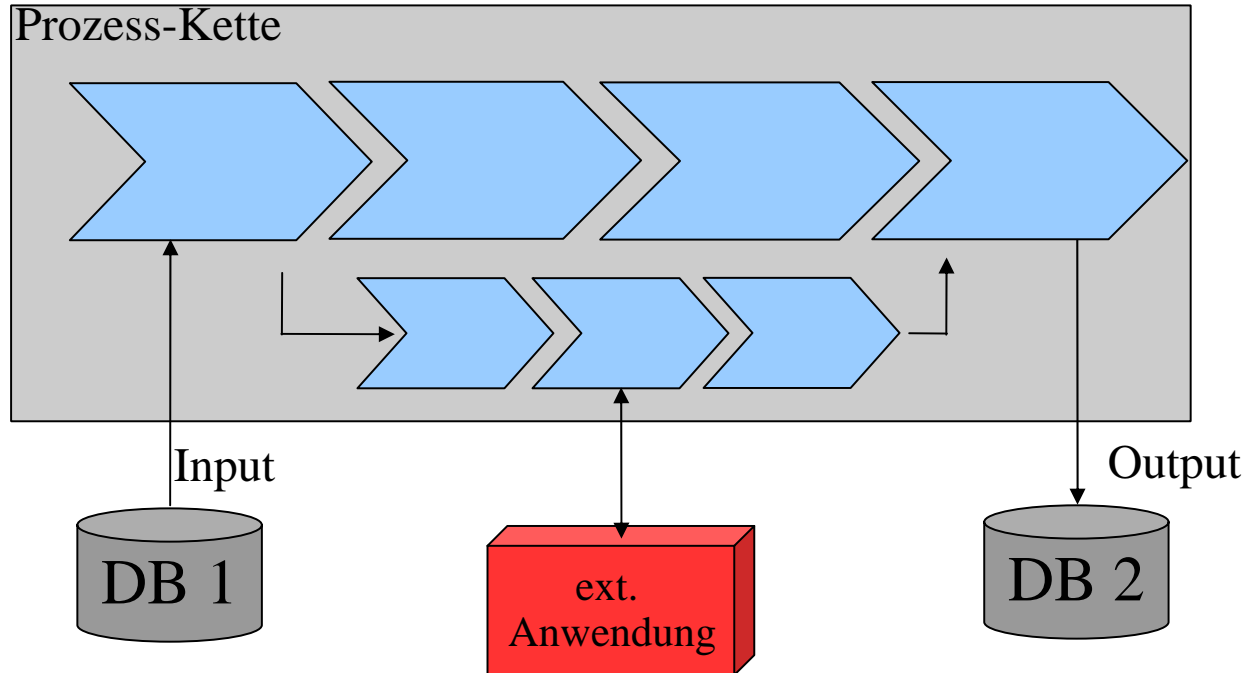 Prozess-Kette
Input
Output
DB 1
ext.
Anwendung
DB 2